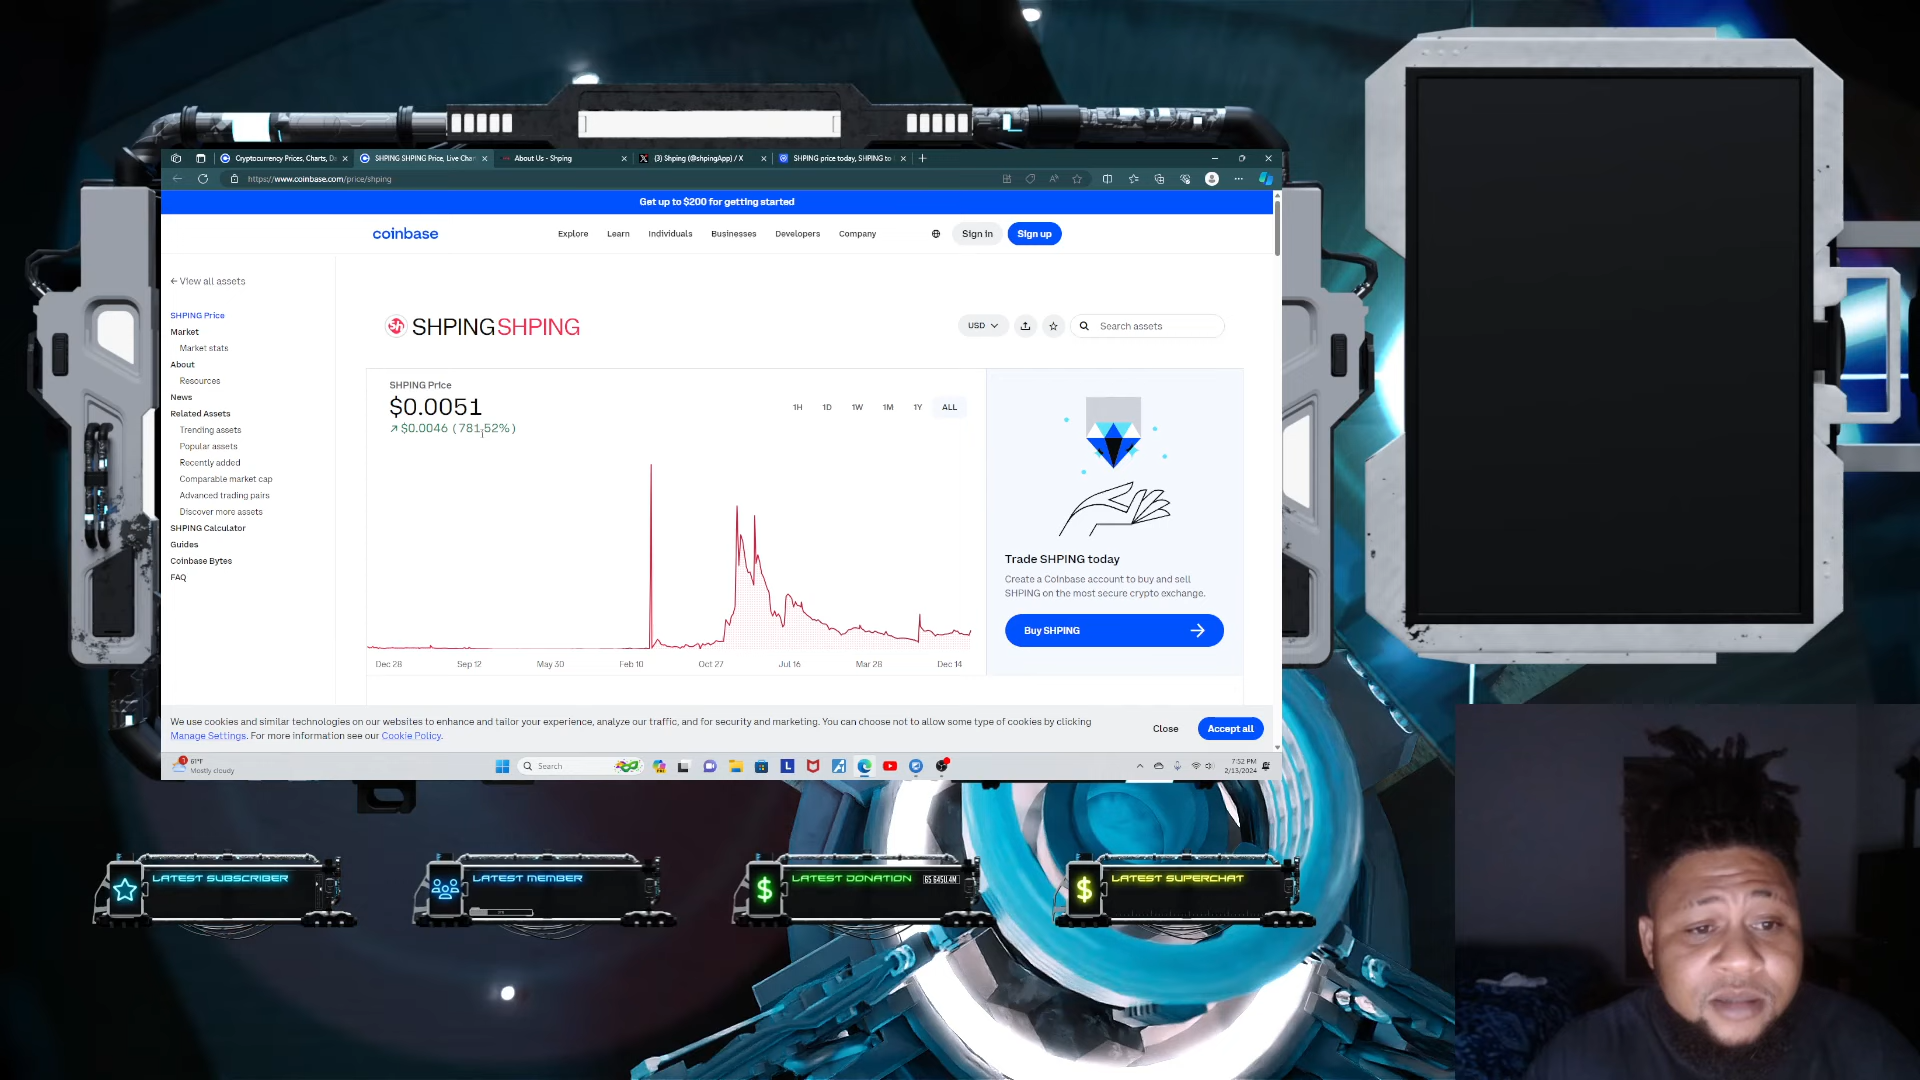 Cryptocurrency Prices, Charts, Da
SHPING SHPING Price, Live Char
About Us - Shping
(3) Shping (@shpingApp) / X
SHPING price today, SHPING to
https://www.coinbase.com/price/shping
Get up to $200 for getting started
coinbase
Explore
Learn
Individuals
Businesses
Developers
Company
Sign in
Sign up
View all assets
SHPING Price
Market
Market stats
About
Resources
News
Related Assets
Trending assets
Popular assets
Recently added
Comparable market cap
Advanced trading pairs
Discover more assets
SHPING Calculator
Guides
Coinbase Bytes
FAQ
SHPING SHPING
USD
Search assets
SHPING Price
$0.0051
↗ $0.0046 (781.52%)
1H 1D 1W 1M 1Y ALL
Dec 28 Sep 12 May 30 Feb 10 Oct 27 Jul 16 Mar 28 Dec 14
Trade SHPING today
Create a Coinbase account to buy and sell
SHPING on the most secure crypto exchange.
Buy SHPING
We use cookies and similar technologies on our websites to enhance and tailor your experience, analyze our traffic, and for security and marketing. You can choose not to allow some type of cookies by clicking
Manage Settings. For more information see our Cookie Policy.
Close
Accept all
61°F
Mostly cloudy
Search
7:52 PM
2/13/2024
LATEST SUBSCRIBER
LATEST MEMBER
LATEST DONATION
LATEST SUPERCHAT